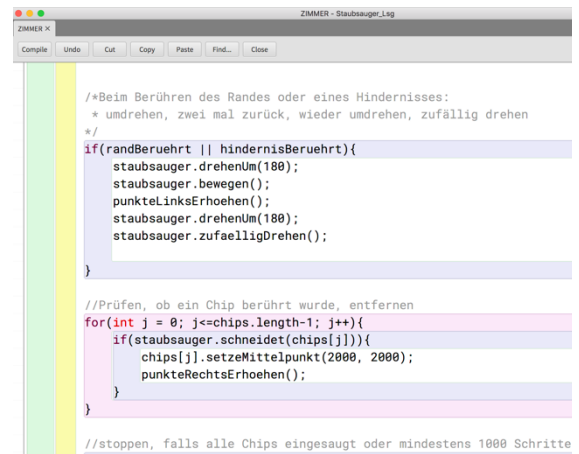 ZIMMER - Staubsauger_Lsg
ZIMMER ×
Compile Undo Cut Copy Paste Find... Close
/*Beim Berühren des Randes oder eines Hindernisses:
* umdrehen, zwei mal zurück, wieder umdrehen, zufällig drehen
*/
if(randBeruehrt || hindernisBeruehrt){
staubsauger.drehenUm(180);
staubsauger.bewegen();
punkteLinksErhoehen();
staubsauger.drehenUm(180);
staubsauger.zufaelligDrehen();
}
//Prüfen, ob ein Chip berührt wurde, entfernen
for(int j = 0; j<=chips.length-1; j++){
if(staubsauger.schneidet(chips[j])){
chips[j].setzeMittelpunkt(2000, 2000);
punkteRechtsErhoehen();
}
}
//stoppen, falls alle Chips eingesaugt oder mindestens 1000 Schritte